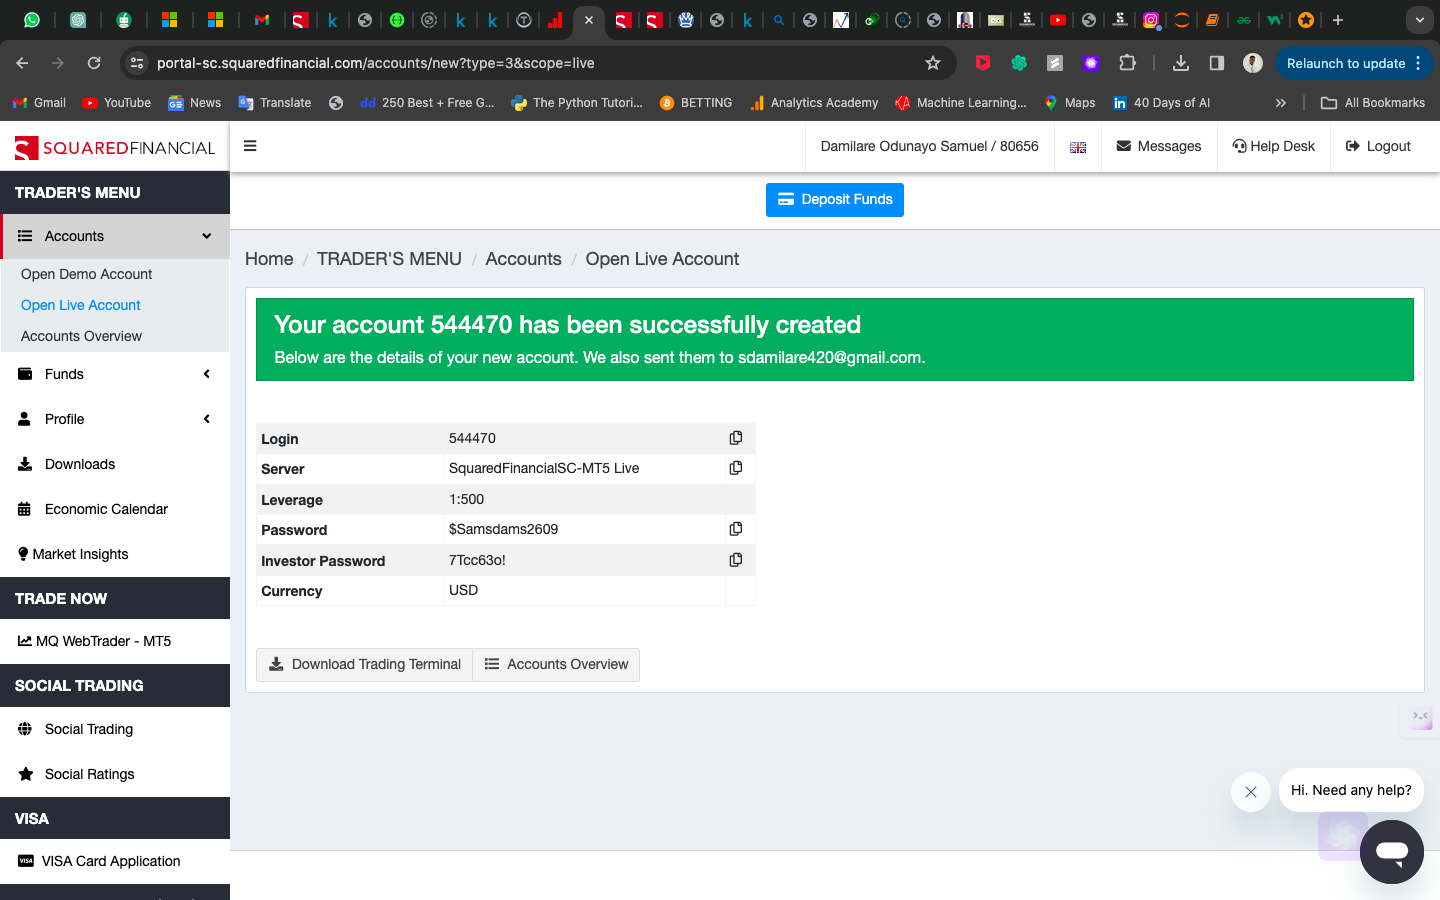 portal-sc.squaredfinancial.com/accounts/new?type=3&scope=live
Relaunch to update
Gmail
YouTube
News
Translate
250 Best + Free G...
The Python Tutori...
BETTING
Analytics Academy
Machine Learning...
Maps
40 Days of AI
»
All Bookmarks
SQUAREDFINANCIAL
Damilare Odunayo Samuel / 80656
Messages
Help Desk
Logout
TRADER'S MENU
Deposit Funds
Accounts
Open Demo Account
Open Live Account
Accounts Overview
Funds
Profile
Downloads
Economic Calendar
Market Insights
TRADE NOW
MQ WebTrader - MT5
SOCIAL TRADING
Social Trading
Social Ratings
VISA
VISA Card Application
Home / TRADER'S MENU / Accounts / Open Live Account
Your account 544470 has been successfully created
Below are the details of your new account. We also sent them to sdamilare420@gmail.com.
Login 544470
Server SquaredFinancialSC-MT5 Live
Leverage 1:500
Password $Samsdams2609
Investor Password 7Tcc63o!
Currency USD
Download Trading Terminal
Accounts Overview
Hi. Need any help?